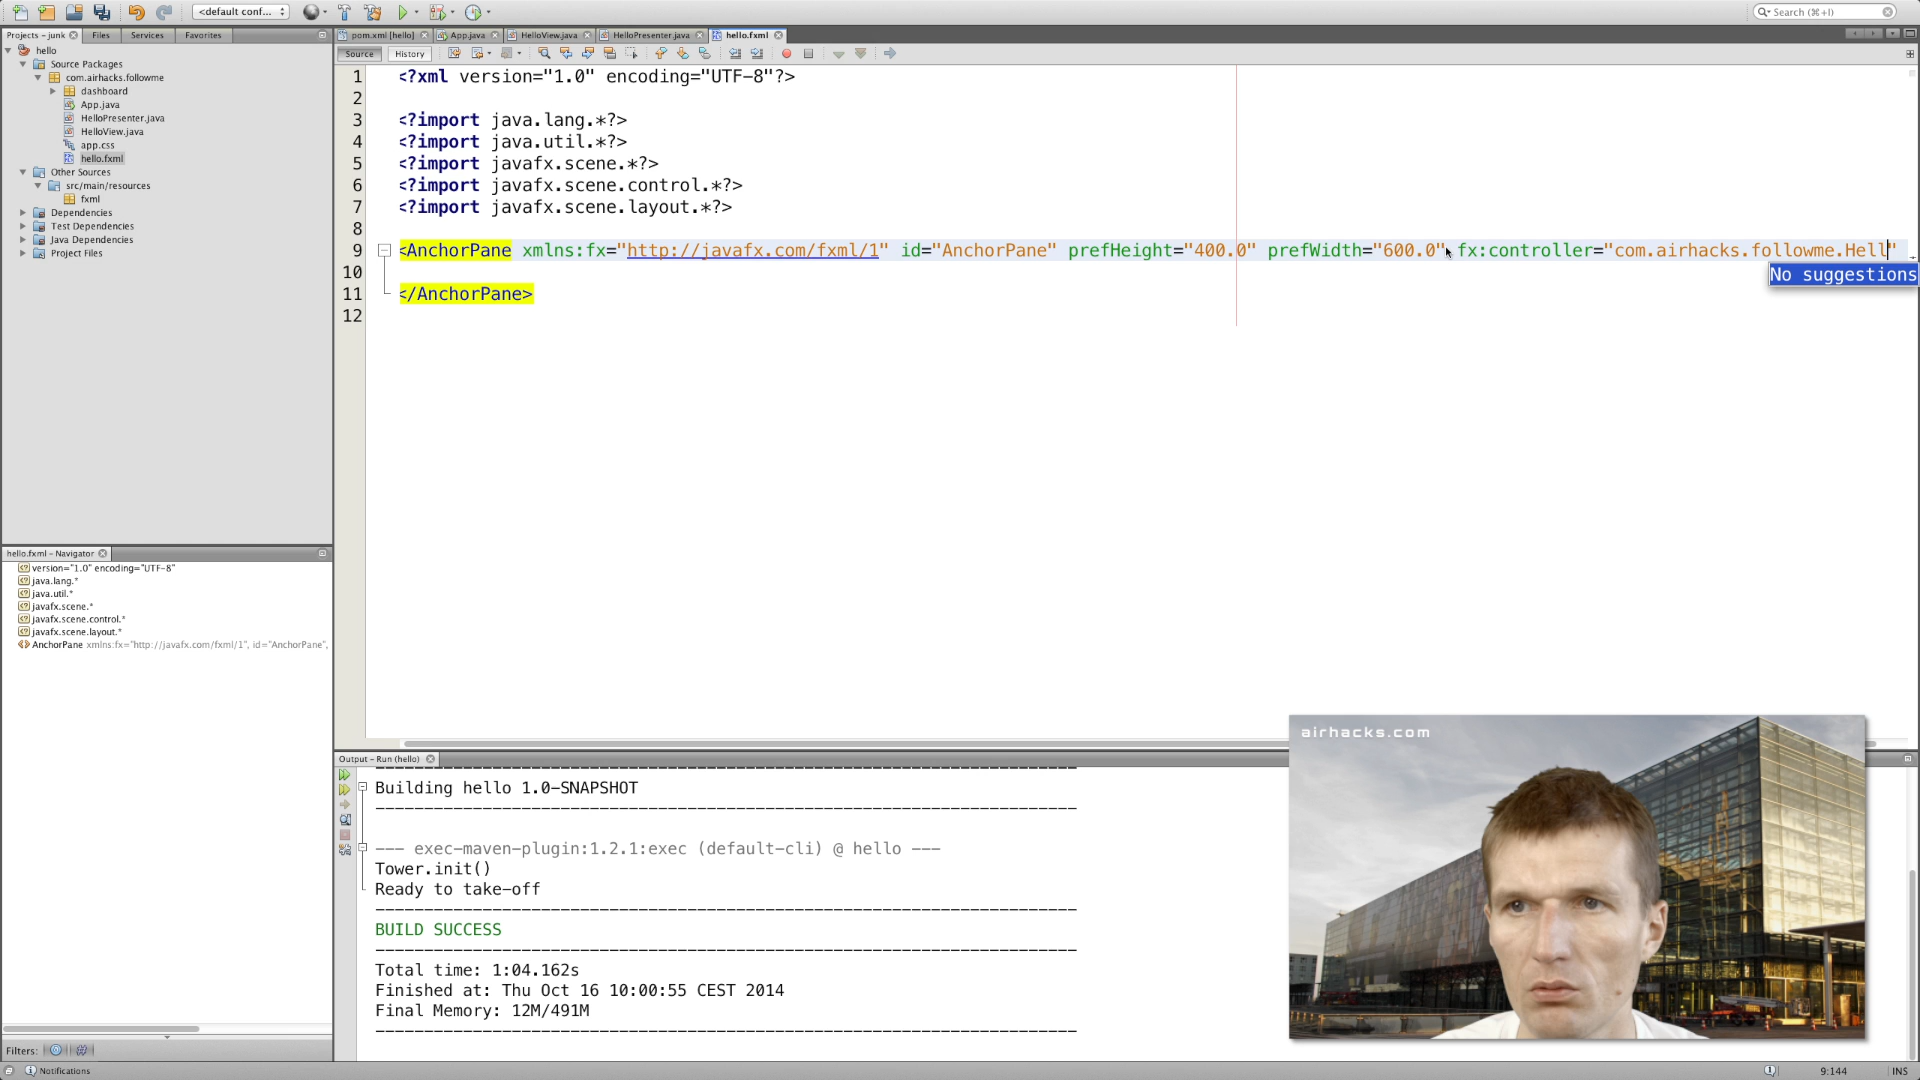 <default conf...
Search (⌘+I)
Projects – junk
Files
Services
Favorites
hello
Source Packages
com.airhacks.followme
dashboard
App.java
HelloPresenter.java
HelloView.java
app.css
hello.fxml
Other Sources
src/main/resources
fxml
Dependencies
Test Dependencies
Java Dependencies
Project Files
hello.fxml – Navigator
version="1.0" encoding="UTF-8"
java.lang.*
java.util.*
javafx.scene.*
javafx.scene.control.*
javafx.scene.layout.*
AnchorPane xmlns:fx="http://javafx.com/fxml/1", id="AnchorPane",
Filters:
Notifications
pom.xml [hello]
App.java
HelloView.java
HelloPresenter.java
hello.fxml
Source
History
1 <?xml version="1.0" encoding="UTF-8"?>
2
3 <?import java.lang.*?>
4 <?import java.util.*?>
5 <?import javafx.scene.*?>
6 <?import javafx.scene.control.*?>
7 <?import javafx.scene.layout.*?>
8
9 <AnchorPane xmlns:fx="http://javafx.com/fxml/1" id="AnchorPane" prefHeight="400.0" prefWidth="600.0" fx:controller="com.airhacks.followme.Hell"
No suggestions
10
11 </AnchorPane>
12
Output – Run (hello)
Building hello 1.0-SNAPSHOT
--- exec-maven-plugin:1.2.1:exec (default-cli) @ hello ---
Tower.init()
Ready to take-off
BUILD SUCCESS
Total time: 1:04.162s
Finished at: Thu Oct 16 10:00:55 CEST 2014
Final Memory: 12M/491M
airhacks.com
9:144
INS